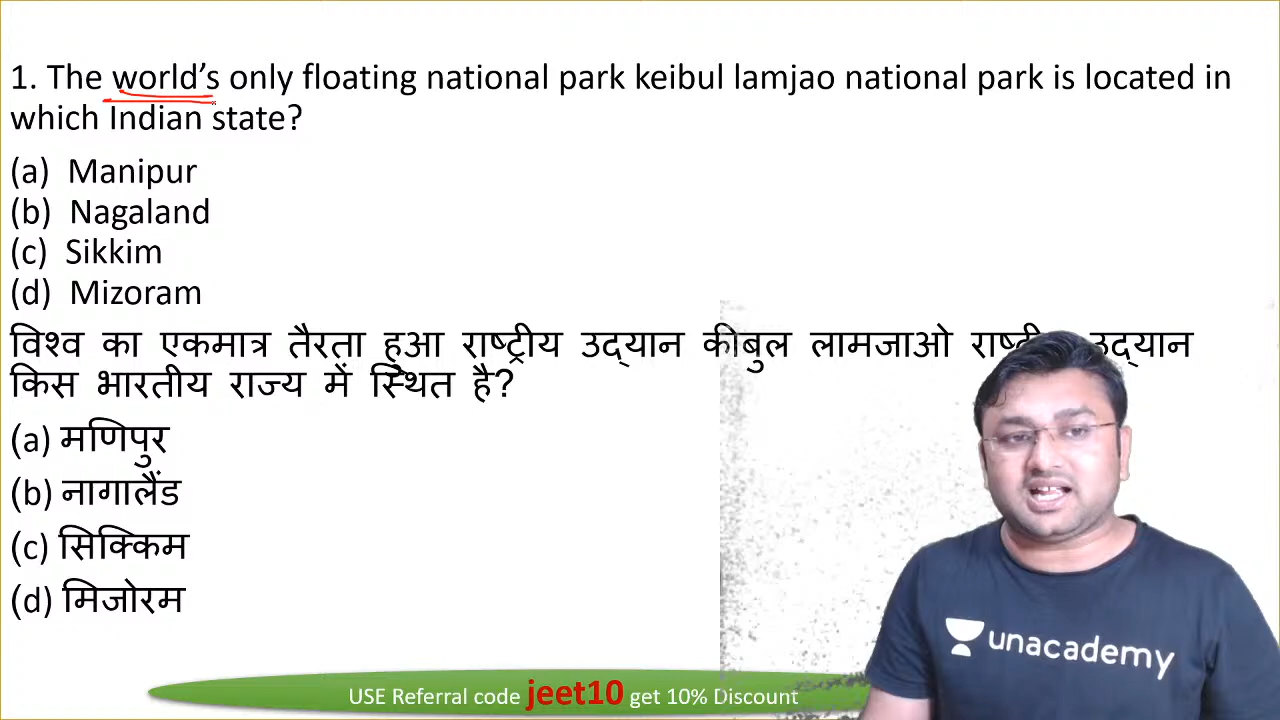 1. The world's only floating national park keibul lamjao national park is located in
which Indian state?
(a) Manipur
(b) Nagaland
(c) Sikkim
(d) Mizoram
विश्व का एकमात्र तैरता हुआ राष्ट्रीय उद्यान कीबुल लामजाओ उद्यान
किस भारतीय राज्य में स्थित है?
(a) मणिपुर
(b) नागालैंड
(c) सिक्किम
(d) मिजोरम
unacademy
USE Referral code jeet10 get 10% Discount